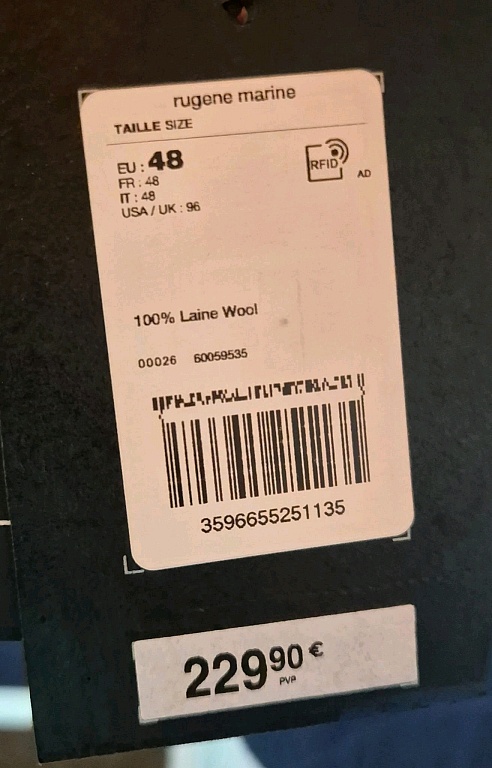 rugene marine
TAILLE SIZE
EU : 48
FR : 48
IT : 48
USA / UK : 96
RFID
AD
100% Laine Wool
00026 60059535
3596655251135
229,90 €
PVP